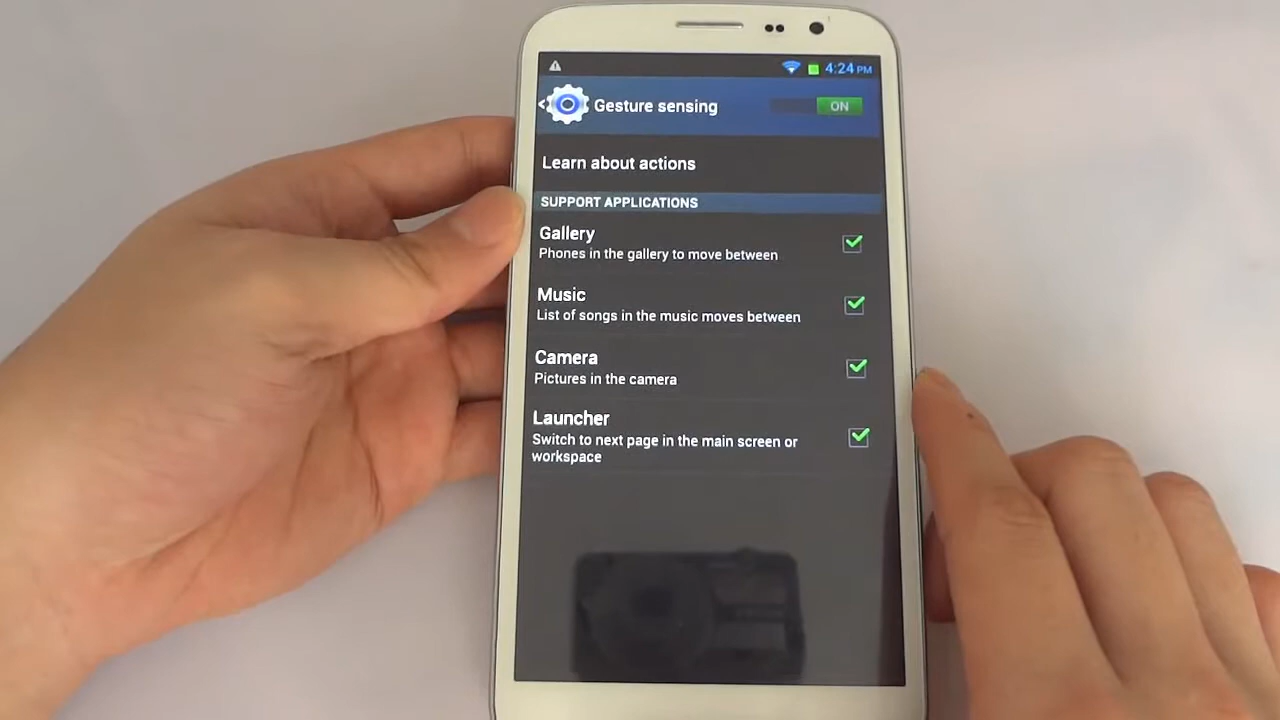 4:24 PM
Gesture sensing
ON
Learn about actions
SUPPORT APPLICATIONS
Gallery
Phones in the gallery to move between
Music
List of songs in the music moves between
Camera
Pictures in the camera
Launcher
Switch to next page in the main screen or
workspace